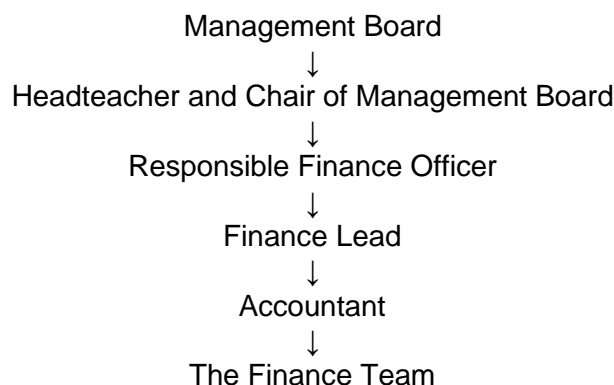 Management Board
↓
Headteacher and Chair of Management Board
↓
Responsible Finance Officer
↓
Finance Lead
↓
Accountant
↓
The Finance Team